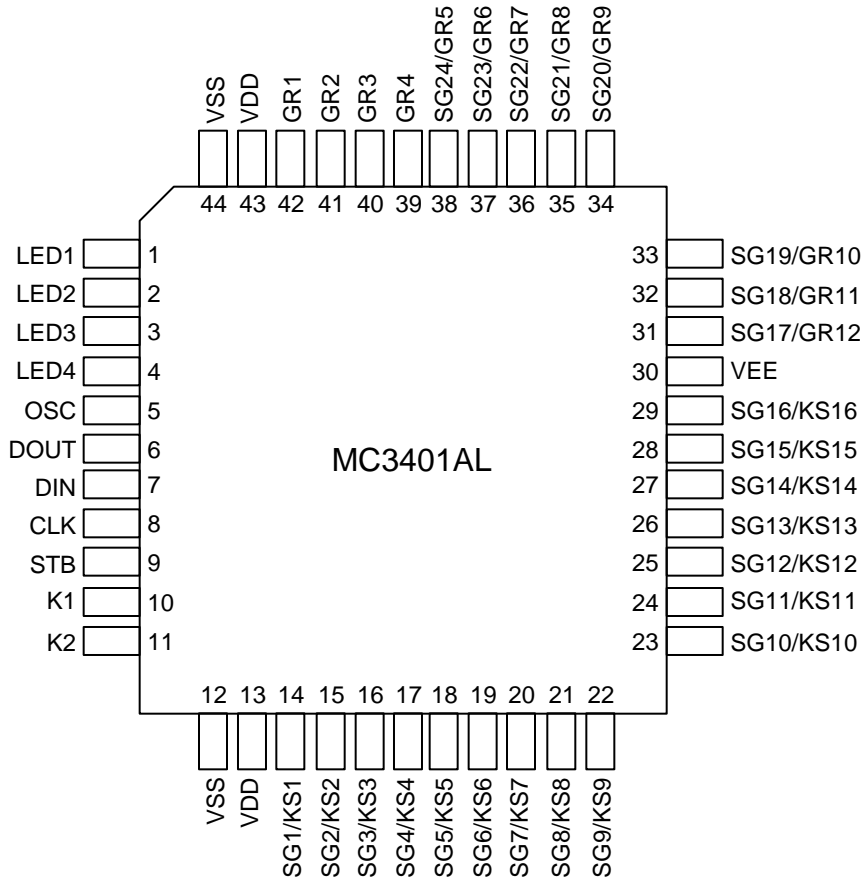 VSS
VDD
GR1
GR2
GR3
GR4
SG24/GR5
SG23/GR6
SG22/GR7
SG21/GR8
SG20/GR9
44 43 42 41 40 39 38 37 36 35 34
LED1 1
LED2 2
LED3 3
LED4 4
OSC 5
DOUT 6
DIN 7
CLK 8
STB 9
K1 10
K2 11
MC3401AL
33 SG19/GR10
32 SG18/GR11
31 SG17/GR12
30 VEE
29 SG16/KS16
28 SG15/KS15
27 SG14/KS14
26 SG13/KS13
25 SG12/KS12
24 SG11/KS11
23 SG10/KS10
12 13 14 15 16 17 18 19 20 21 22
VSS
VDD
SG1/KS1
SG2/KS2
SG3/KS3
SG4/KS4
SG5/KS5
SG6/KS6
SG7/KS7
SG8/KS8
SG9/KS9